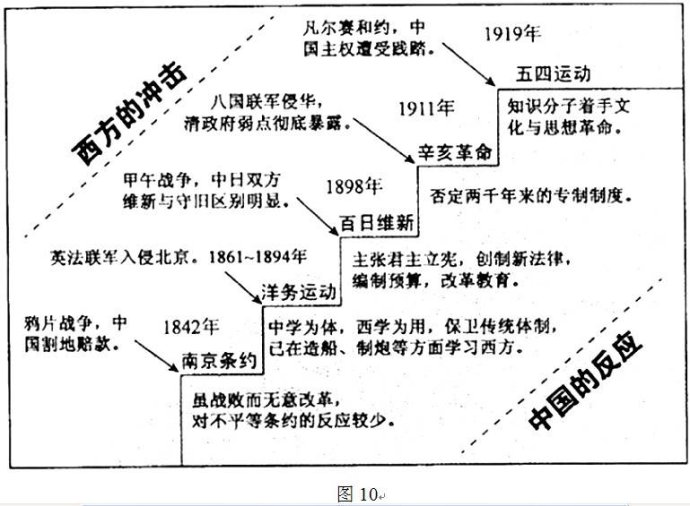 凡尔赛和约，中
国主权遭受践踏。
1919年
五四运动
西方的冲击
八国联军侵华，
清政府弱点彻底暴露。
1911年
知识分子着手文
化与思想革命。
辛亥革命
甲午战争，中日双方
维新与守旧区别明显。
1898年
否定两千年来的专制制度。
百日维新
英法联军入侵北京。1861~1894年
主张君主立宪，创制新法律，
编制预算，改革教育。
洋务运动
鸦片战争，中
国割地赔款。
1842年
中学为体，西学为用，保卫传统体制，
已在造船、制炮等方面学习西方。
南京条约
中国的反应
虽战败而无意改革，
对不平等条约的反应较少。
图 10